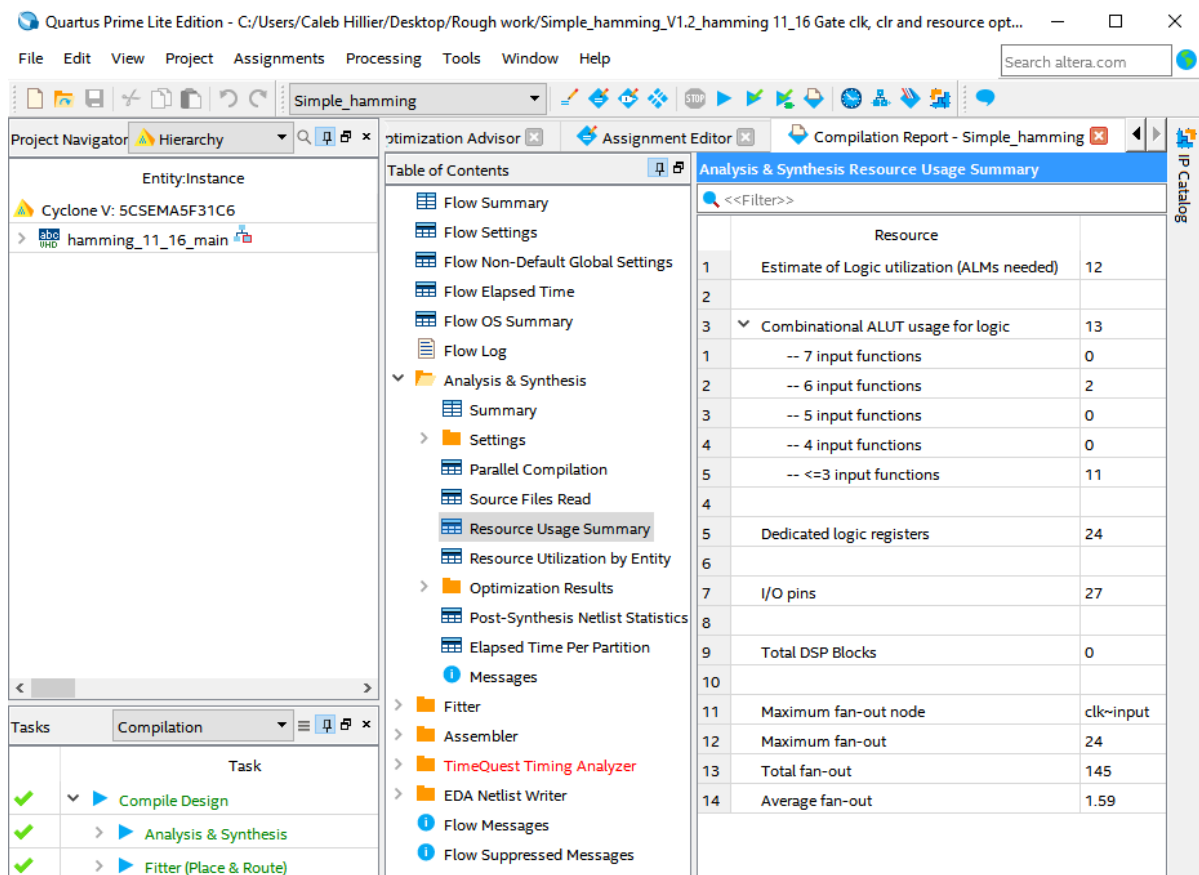 Quartus Prime Lite Edition - C:/Users/Caleb Hillier/Desktop/Rough work/Simple_hamming_V1.2_hamming 11_16 Gate clk, clr and resource opt...
File Edit View Project Assignments Processing Tools Window Help
Search altera.com
Simple_hamming
STOP
Project Navigator Hierarchy
Entity:Instance
Cyclone V: 5CSEMA5F31C6
abc VHD hamming_11_16_main
Tasks Compilation
Task
Compile Design
Analysis & Synthesis
Fitter (Place & Route)
ptimization Advisor Assignment Editor Compilation Report - Simple_hamming
Table of Contents
Flow Summary
Flow Settings
Flow Non-Default Global Settings
Flow Elapsed Time
Flow OS Summary
Flow Log
Analysis & Synthesis
Summary
Settings
Parallel Compilation
Source Files Read
Resource Usage Summary
Resource Utilization by Entity
Optimization Results
Post-Synthesis Netlist Statistics
Elapsed Time Per Partition
Messages
Fitter
Assembler
TimeQuest Timing Analyzer
EDA Netlist Writer
Flow Messages
Flow Suppressed Messages
Analysis & Synthesis Resource Usage Summary
<<Filter>>
Resource
1 Estimate of Logic utilization (ALMs needed) 12
2
3 Combinational ALUT usage for logic 13
1 -- 7 input functions 0
2 -- 6 input functions 2
3 -- 5 input functions 0
4 -- 4 input functions 0
5 -- <=3 input functions 11
4
5 Dedicated logic registers 24
6
7 I/O pins 27
8
9 Total DSP Blocks 0
10
11 Maximum fan-out node clk~input
12 Maximum fan-out 24
13 Total fan-out 145
14 Average fan-out 1.59
IP Catalog